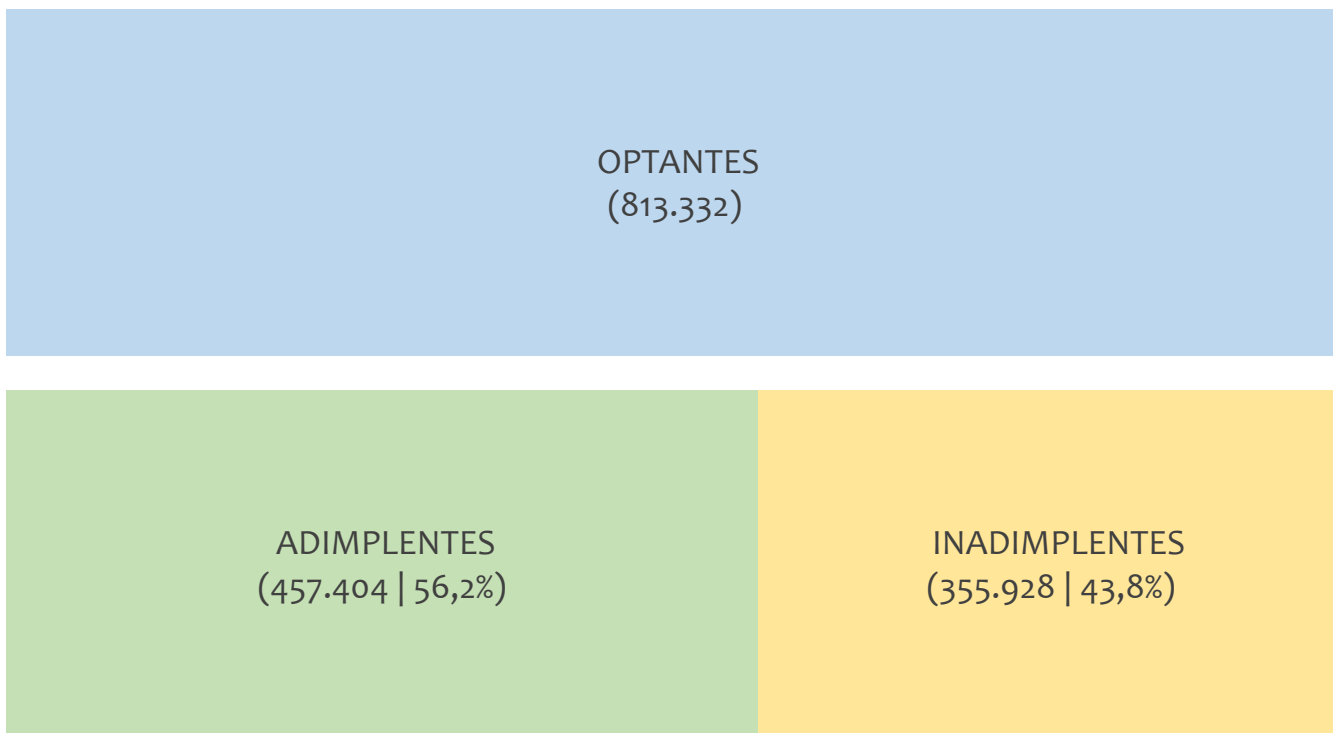 OPTANTES
(813.332)
ADIMPLENTES
(457.404 | 56,2%)
INADIMPLENTES
(355.928 | 43,8%)